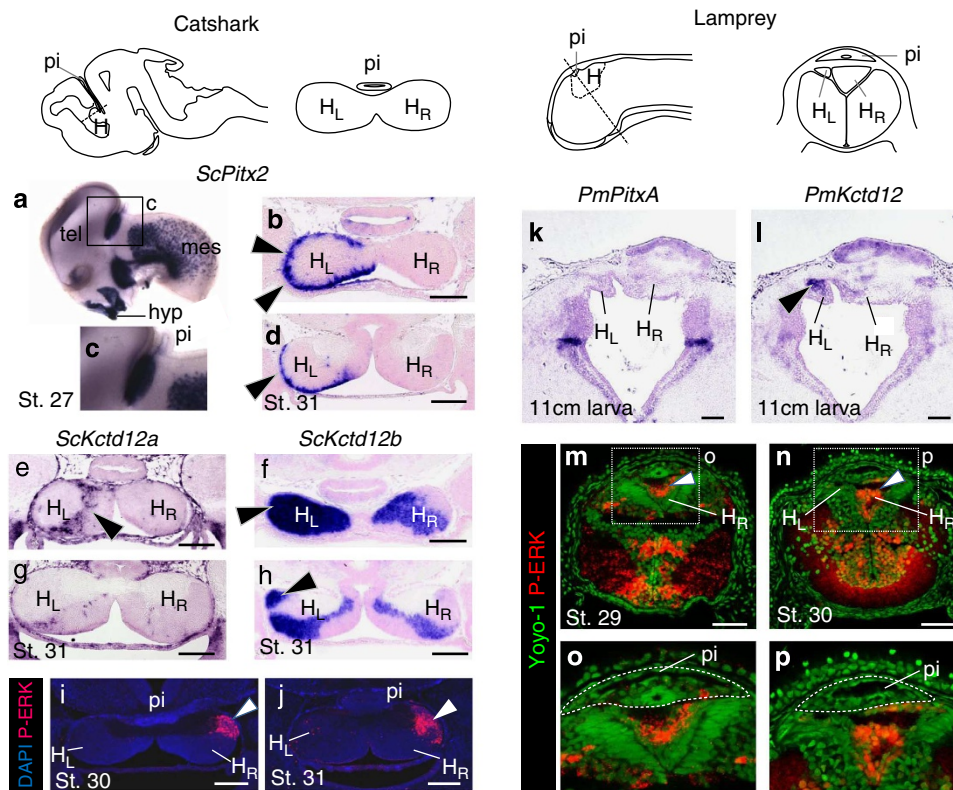 Catshark
pi
H
pi
HL
HR
Lamprey
pi
H
pi
HL
HR
ScPitx2
a
c
tel
mes
hyp
c
pi
St. 27
b
HL
HR
d
HL
HR
St. 31
PmPitxA
k
HL
HR
11cm larva
PmKctd12
l
HL
HR
11cm larva
ScKctd12a
e
HL
HR
g
HL
HR
St. 31
ScKctd12b
f
HL
HR
h
HL
HR
St. 31
DAPI P-ERK
i
pi
HL
HR
St. 30
j
pi
HL
HR
St. 31
Yoyo-1 P-ERK
m
o
HR
St. 29
n
p
HL
HR
St. 30
o
pi
p
pi